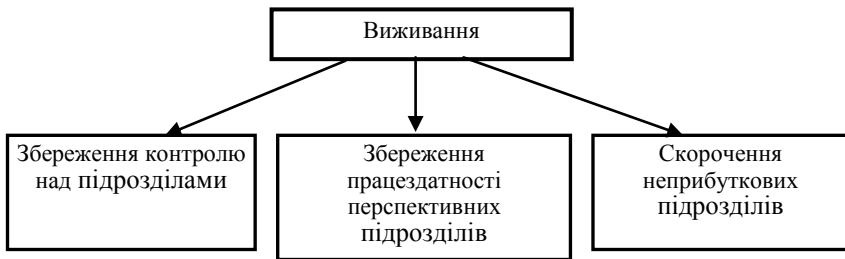 Виживання
Збереження контролю
над підрозділами
Збереження
працездатності
перспективних
підрозділів
Скорочення
неприбуткових
підрозділів